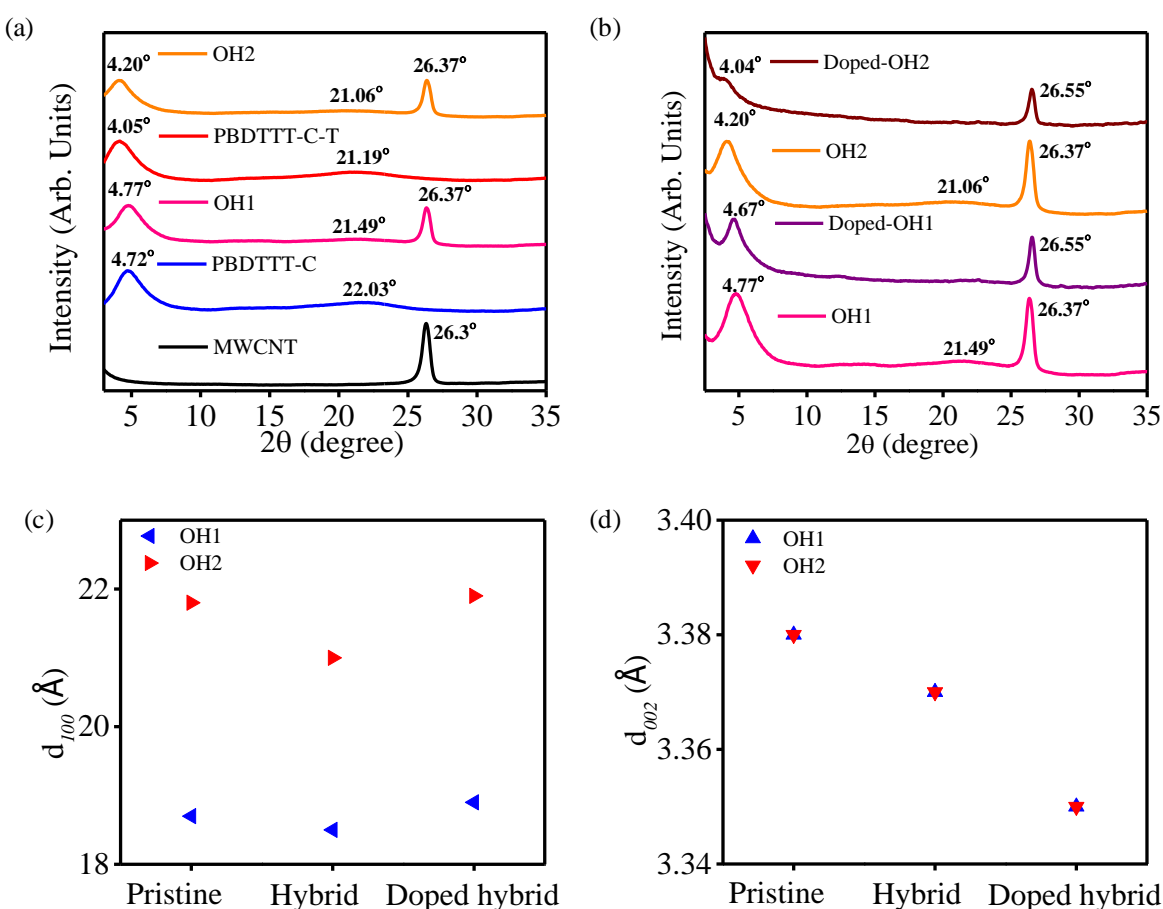 (a)
OH2
4.20°
26.37°
21.06°
PBDTTT-C-T
4.05°
21.19°
OH1
4.77°
26.37°
21.49°
PBDTTT-C
4.72°
22.03°
26.3°
MWCNT
Intensity (Arb. Units)
5 10 15 20 25 30 35
2θ (degree)
(b)
Doped-OH2
4.04°
26.55°
4.20°
OH2
26.37°
21.06°
4.67°
Doped-OH1
26.55°
4.77°
OH1
26.37°
21.49°
Intensity (Arb. Units)
5 10 15 20 25 30 35
2θ (degree)
(c)
OH1
OH2
22
20
18
d100 (Å)
Pristine Hybrid Doped hybrid
(d)
OH1
OH2
3.40
3.38
3.36
3.34
d002 (Å)
Pristine Hybrid Doped hybrid